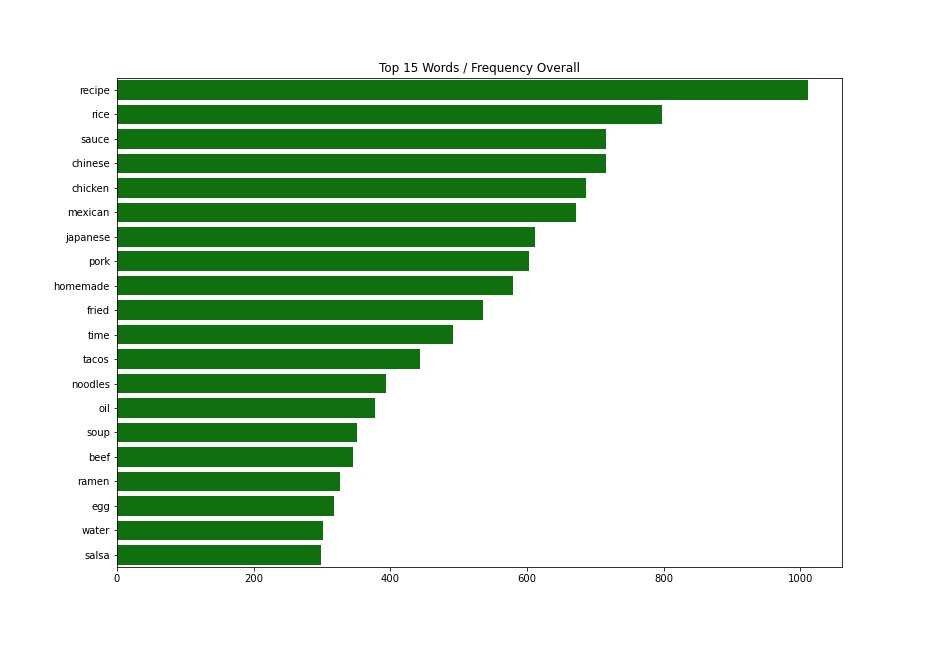 Top 15 Words / Frequency Overall
recipe
rice
sauce
chinese
chicken
mexican
japanese
pork
homemade
fried
time
tacos
noodles
oil
soup
beef
ramen
egg
water
salsa
0 200 400 600 800 1000